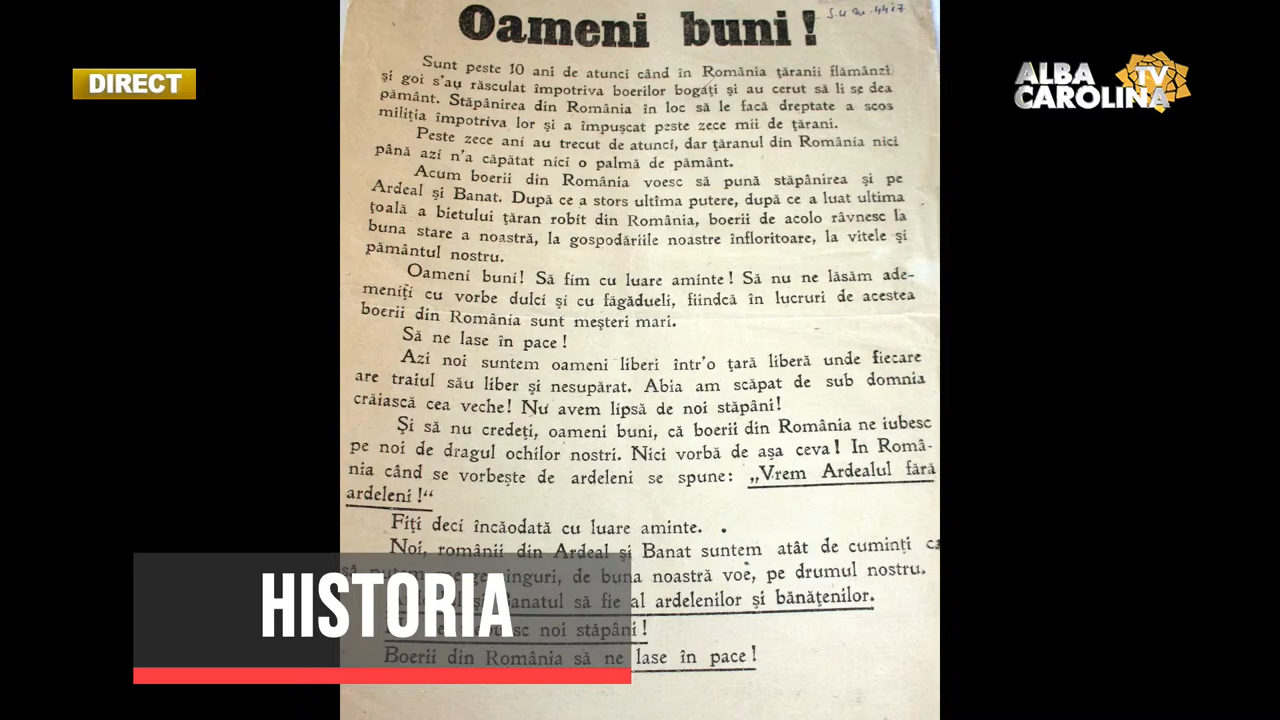 Oameni buni!
S.U. 
DIRECT
ALBA
CAROLINA
TV
Sunt peste 10 ani de atunci când în România ţăranii flămânzi
şi goi s'au răsculat împotriva boerilor bogaţi şi au cerut să li se dea
pământ. Stăpânirea din România în loc să le facă dreptate a scos
miliţia împotriva lor şi a împuşcat peste zece mii de ţărani.
Peste zece ani au trecut de atunci, dar ţăranul din România nici
până azi n'a căpătat nici o palmă de pământ.
Acum boerii din România voesc să pună stăpânirea şi pe
Ardeal şi Banat. După ce a stors ultima putere, după ce a luat ultima
ţoală a bietului ţăran robit din România, boerii de acolo râvnesc la
buna stare a noastră, la gospodăriile noastre înfloritoare, la vitele şi
pământul nostru.
Oameni buni! Să fim cu luare aminte! Să nu ne lăsăm ade-
meniţi cu vorbe dulci şi cu făgădueli, fiindcă în lucruri de acestea
boerii din România sunt meşteri mari.
Să ne lase în pace!
Azi noi suntem oameni liberi într'o ţară liberă unde fiecare
are traiul său liber şi nesupărat. Abia am scăpat de sub domnia
crăiască cea veche! Nu avem lipsă de noi stăpâni!
Şi să nu credeţi, oameni buni, că boerii din România ne iubesc
pe noi de dragul ochilor nostri. Nici vorbă de aşa ceva! In Româ-
nia când se vorbeşte de ardeleni se spune: „Vrem Ardealul fără
ardeleni!“
Fiţi deci încăodată cu luare aminte.
Noi, românii din Ardeal şi Banat suntem atât de cuminţi
să putem merge singuri, de buna noastră voe, pe drumul nostru.
şi Banatul să fie al ardelenilor şi bănăţenilor.
noi stăpâni!
Boerii din România să ne lase în pace!
HISTORIA